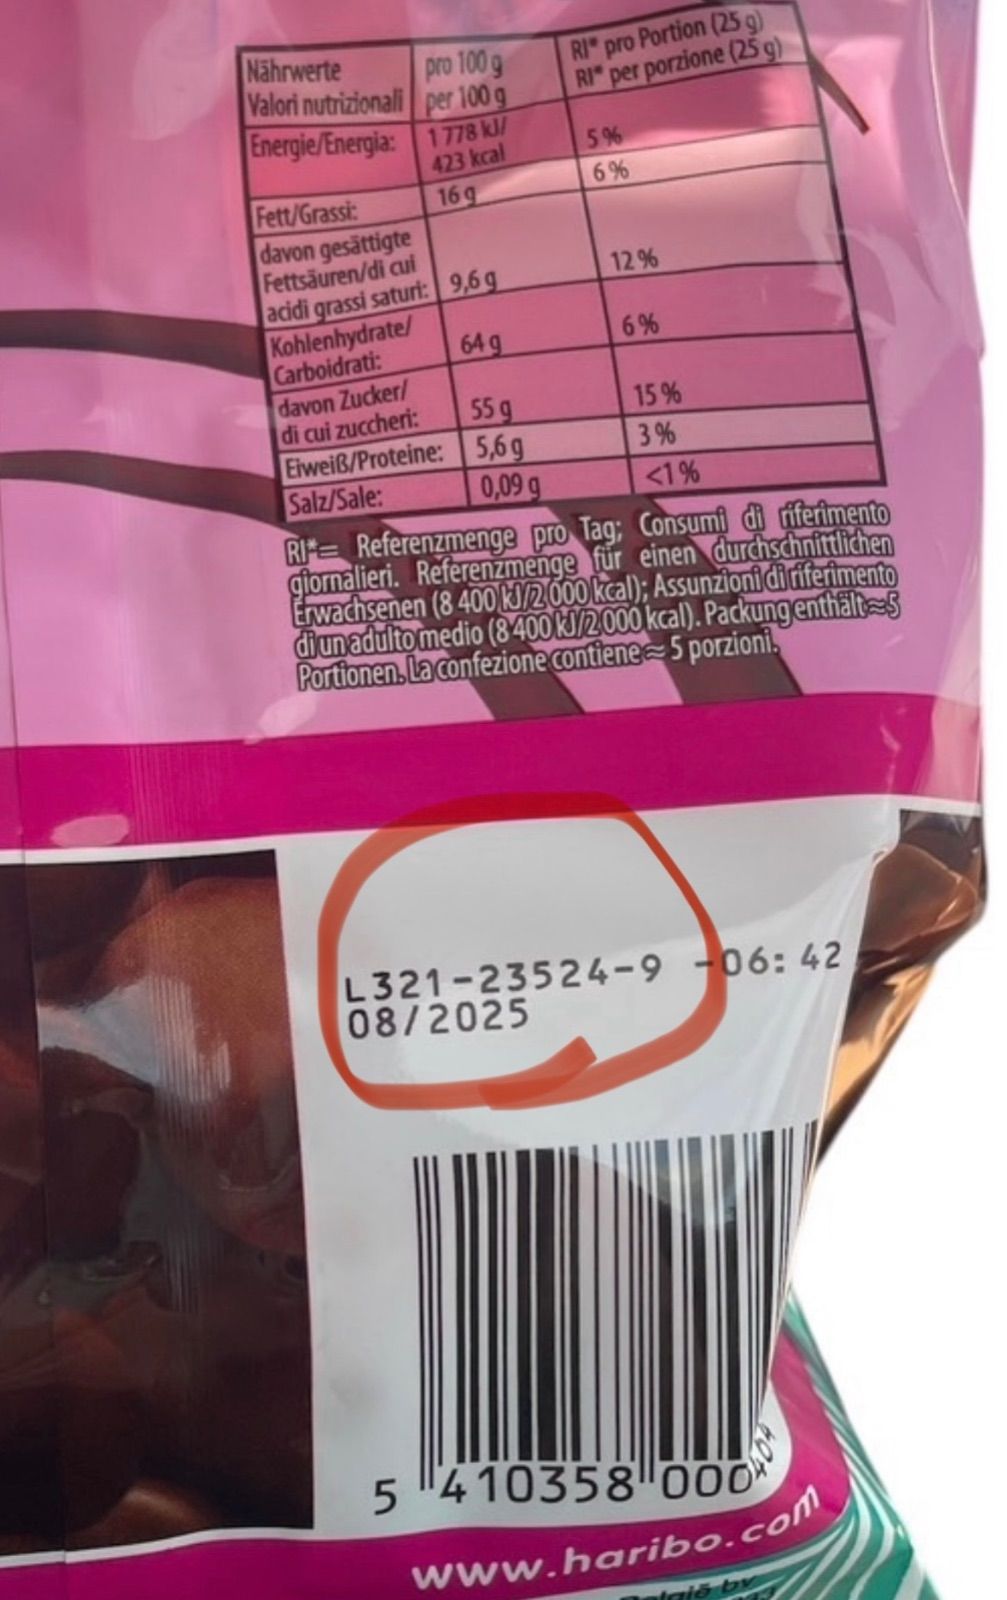 Nährwerte
Valori nutrizionali
pro 100 g
per 100 g
RI* pro Portion (25 g)
RI* per porzione (25 g)
Energie/Energia:
1 778 kJ/
423 kcal
5 %
Fett/Grassi:
16 g
6 %
davon gesättigte
Fettsäuren/di cui
acidi grassi saturi:
9,6 g
12 %
Kohlenhydrate/
Carboidrati:
64 g
6 %
davon Zucker/
di cui zuccheri:
55 g
15 %
Eiweiß/Proteine:
5,6 g
3 %
Salz/Sale:
0,09 g
<1 %
RI*= Referenzmenge pro Tag; Consumi di riferimento
giornalieri. Referenzmenge für einen durchschnittlichen
Erwachsenen (8 400 kJ/2 000 kcal); Assunzioni di riferimento
di un adulto medio (8 400 kJ/2 000 kcal). Packung enthält ≈ 5
Portionen. La confezione contiene ≈ 5 porzioni.
L321-23524-9 -06: 42
08/2025
5 410358 000404
www.haribo.com
België bv